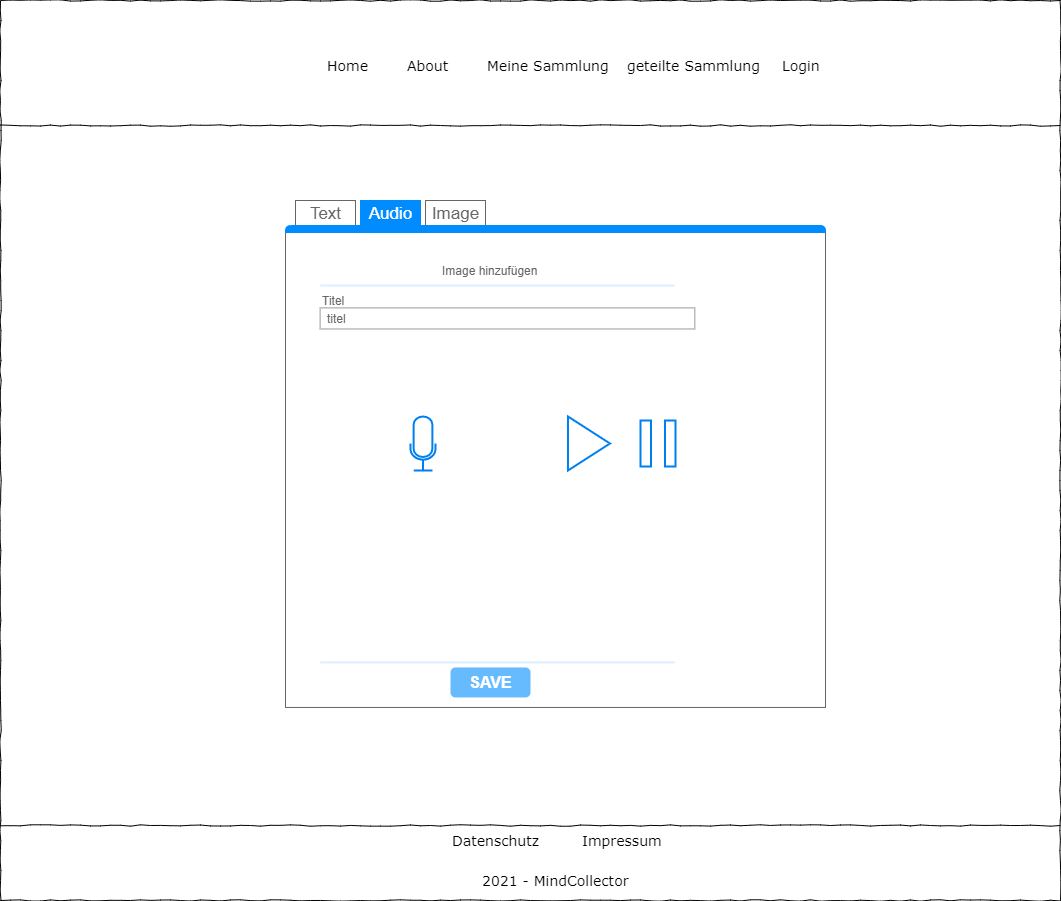 Home About Meine Sammlung geteilte Sammlung Login
Text Audio Image
Image hinzufügen
Titel
titel
SAVE
Datenschutz Impressum
2021 - MindCollector